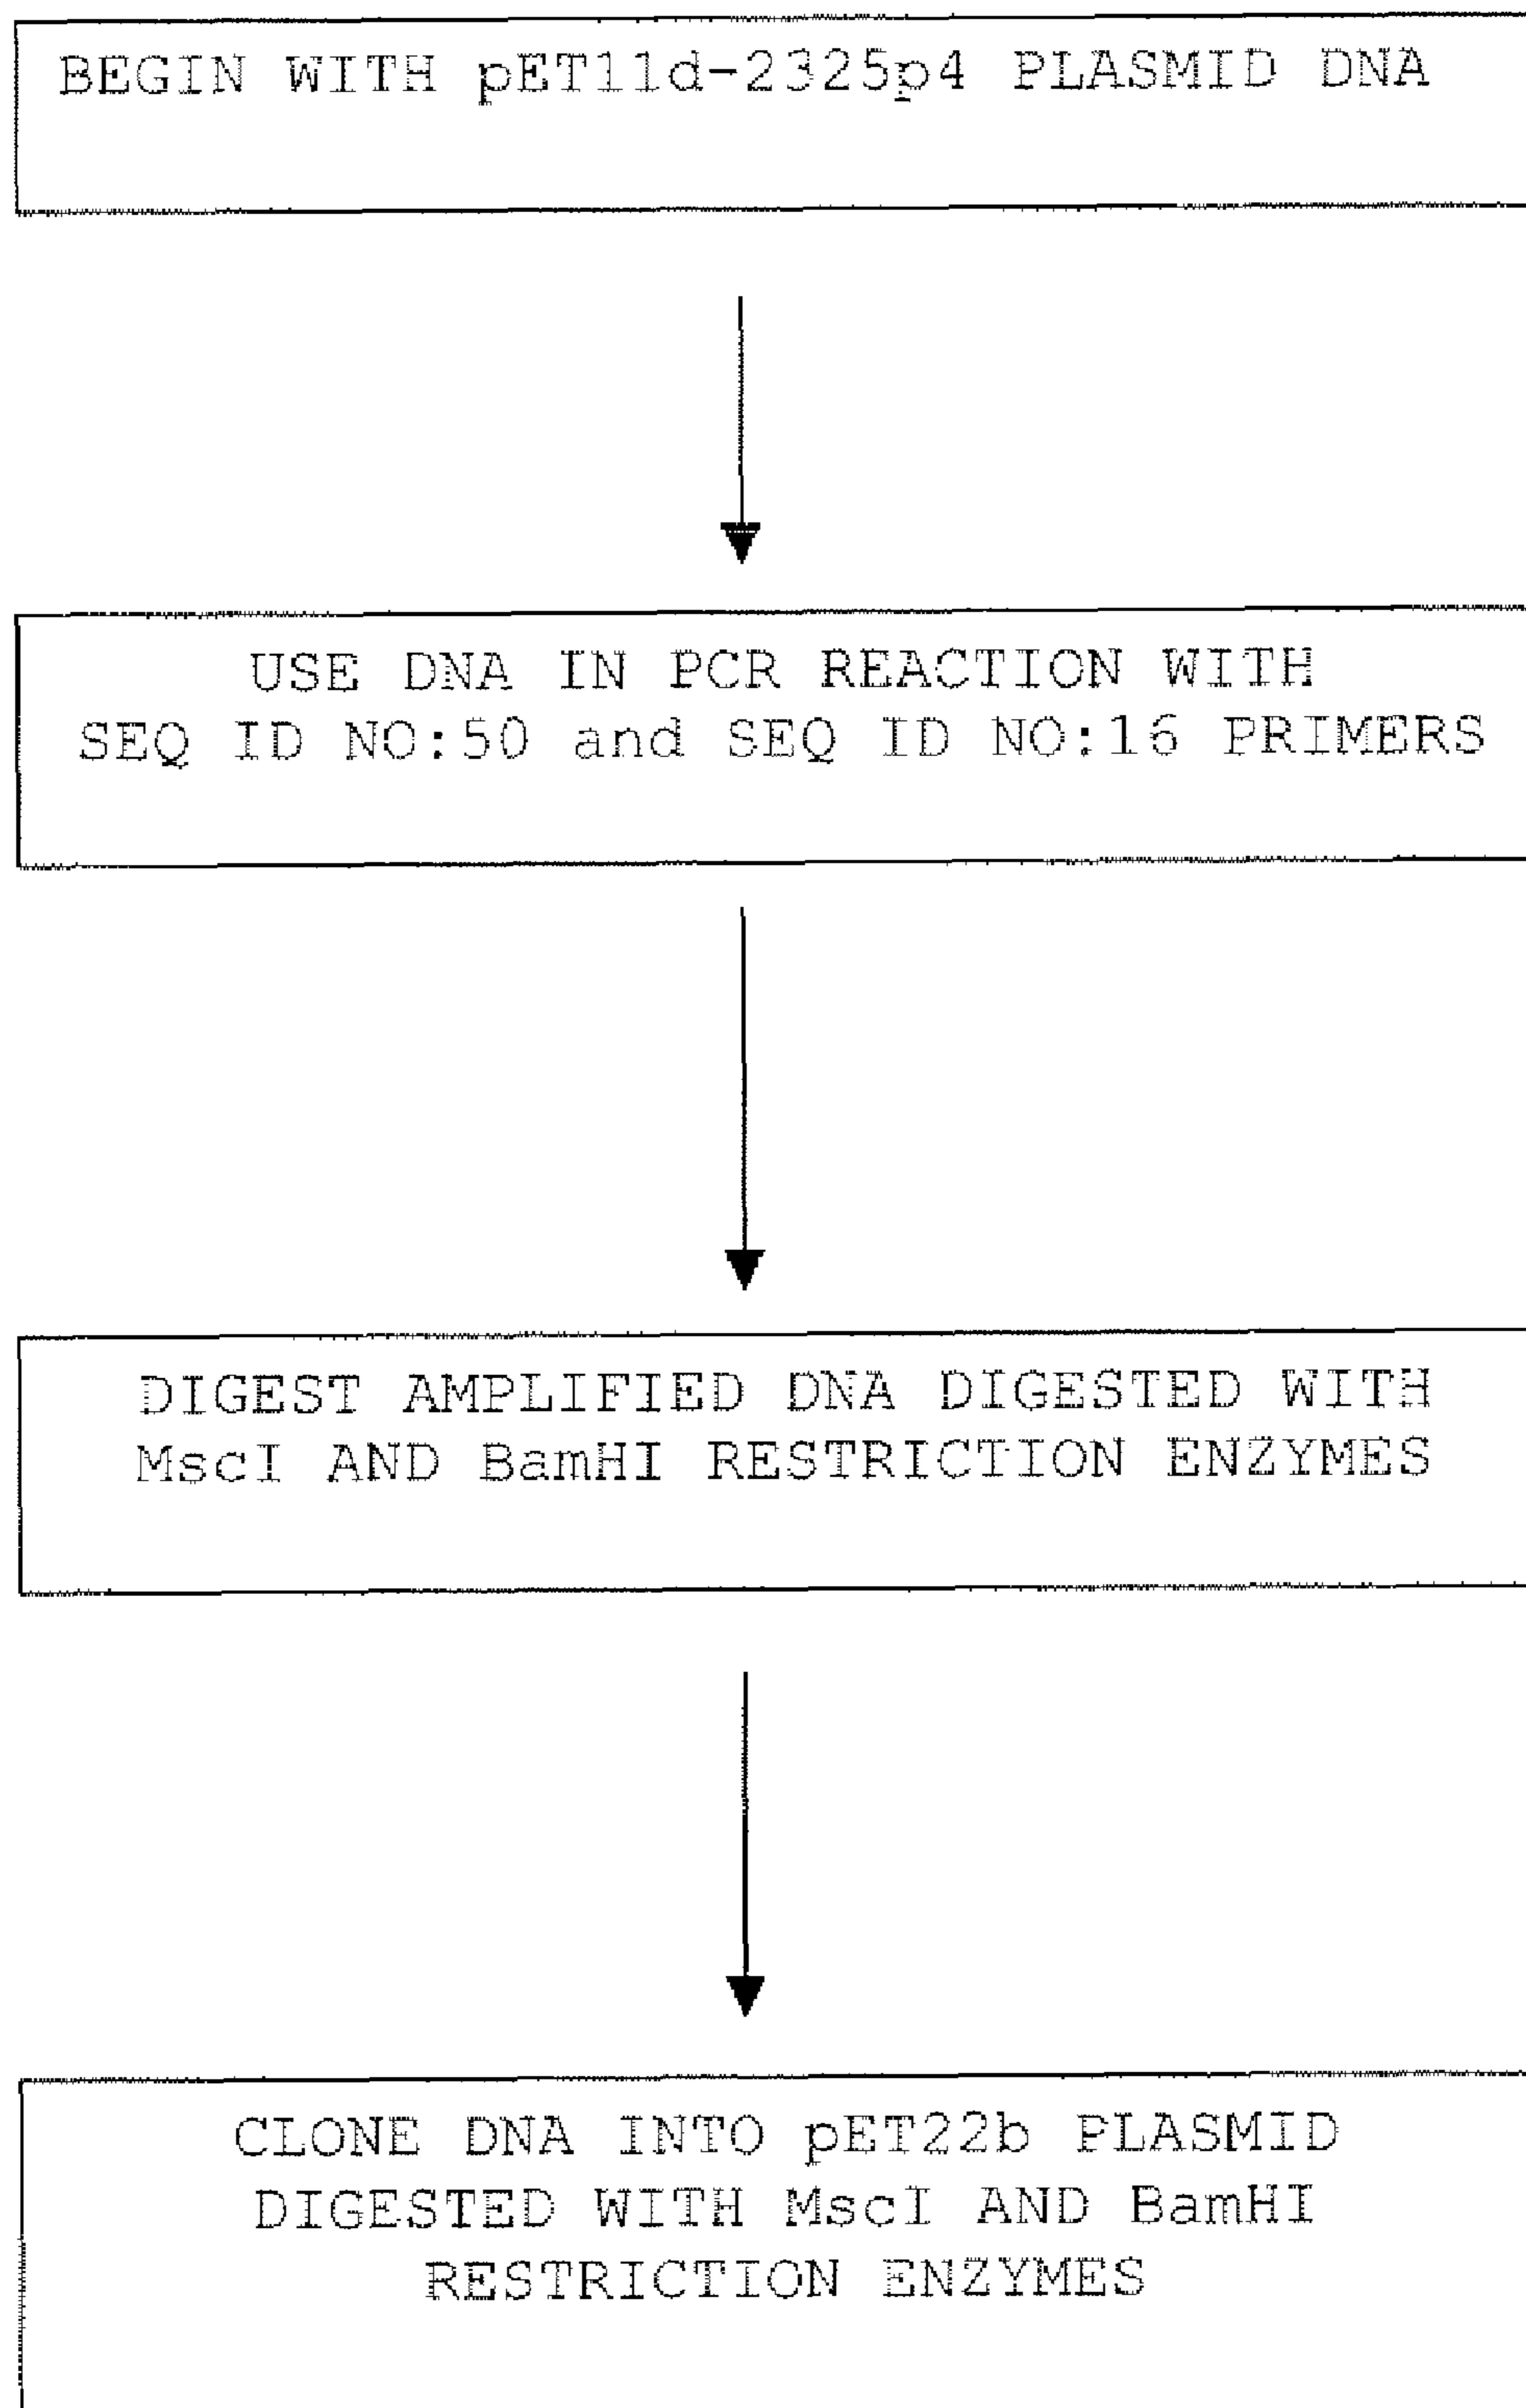 BEGIN WITH pET11d-2325p4 PLASMID DNA
USE DNA IN PCR REACTION WITH
SEQ ID NO:50 and SEQ ID NO:16 PRIMERS
DIGEST AMPLIFIED DNA DIGESTED WITH
MscI AND BamHI RESTRICTION ENZYMES
CLONE DNA INTO pET22b PLASMID
DIGESTED WITH MscI AND BamHI
RESTRICTION ENZYMES